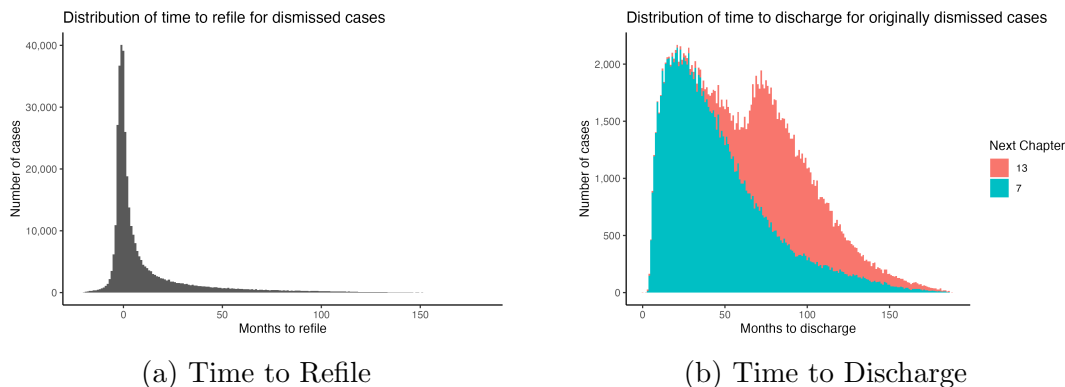 Distribution of time to refile for dismissed cases
40,000
30,000
20,000
10,000
0
Number of cases
0
50
100
150
Months to refile
(a) Time to Refile
Distribution of time to discharge for originally dismissed cases
2,000
1,500
1,000
500
0
Number of cases
0
50
100
150
Months to discharge
Next Chapter
13
7
(b) Time to Discharge